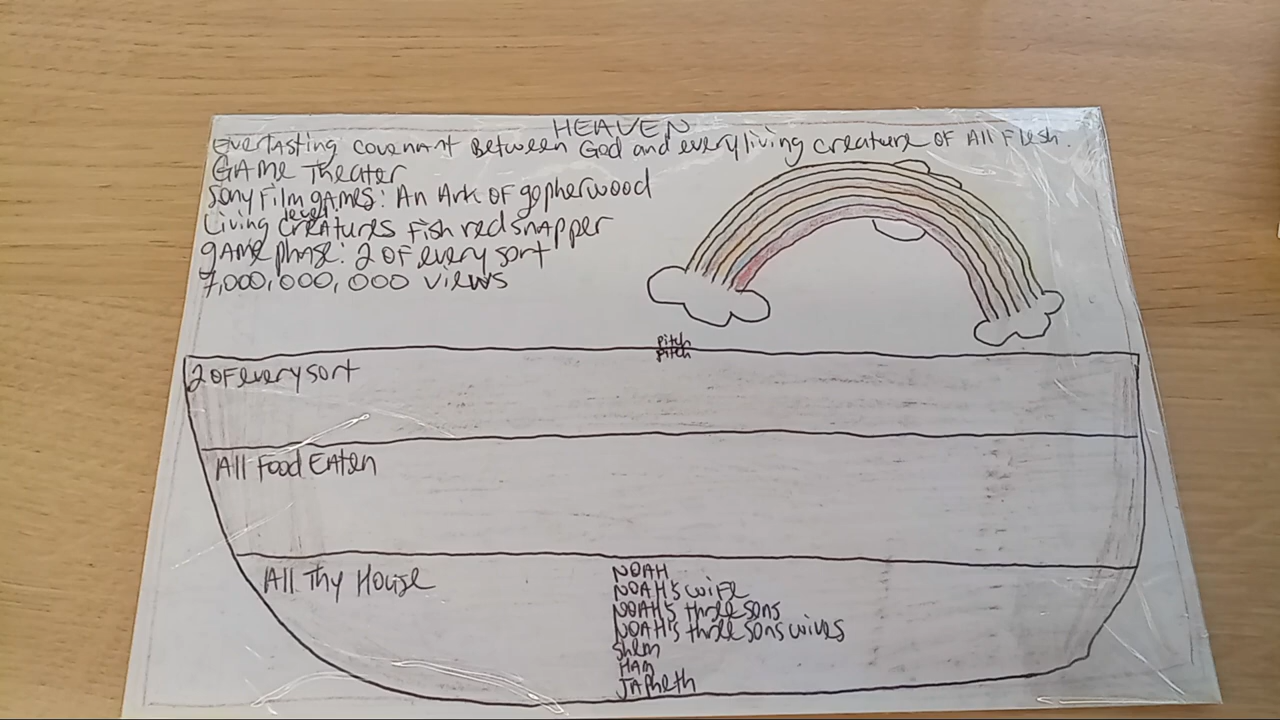 HEAVEN
Everlasting covenant Between God and every living creature of All Flesh.
GAMe Theater
Sony Film games: An Ark of gopherwood
level
Living creatures Fish red snapper
game phase: 2 of every sort
7,000,000,000 views
pitch
pitch
2 of every sort
All Food Eaten
All Thy House
NOAH
NOAH's wife
NOAH's three sons
NOAH's three sons wives
Shem
HAM
JApheth